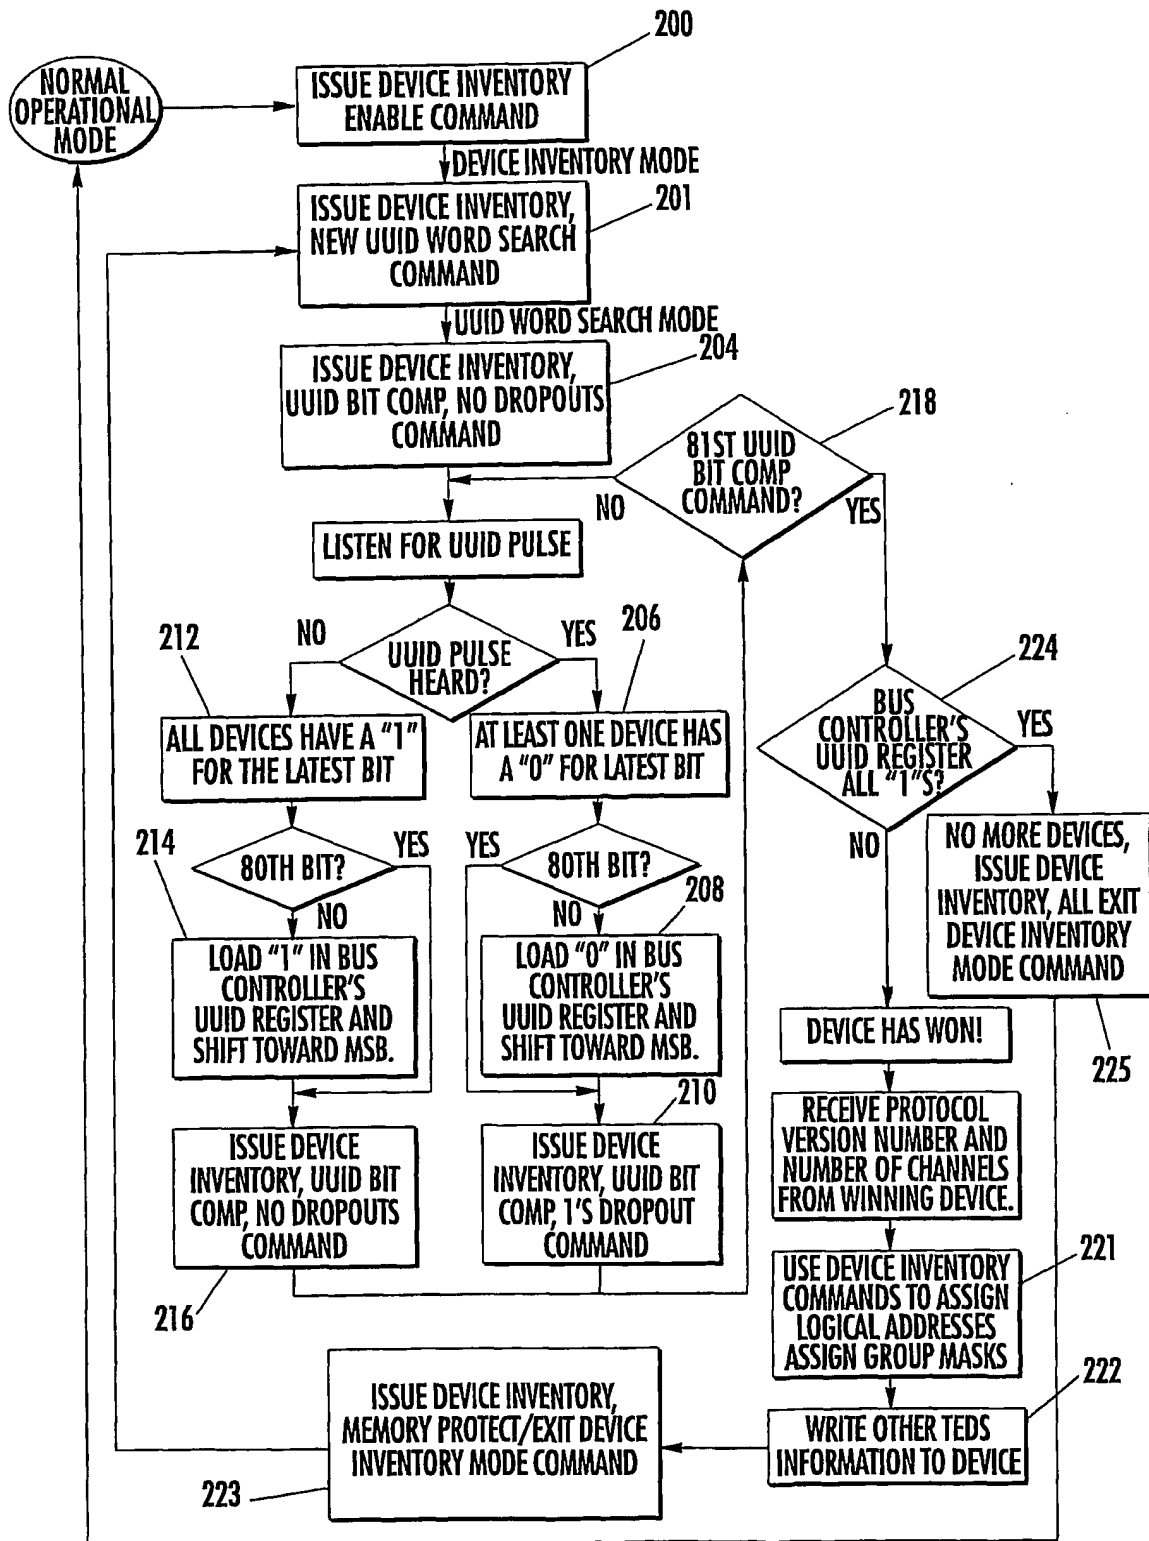 200
NORMAL
OPERATIONAL
MODE
ISSUE DEVICE INVENTORY
ENABLE COMMAND
DEVICE INVENTORY MODE
201
ISSUE DEVICE INVENTORY,
NEW UUID WORD SEARCH
COMMAND
UUID WORD SEARCH MODE
204
ISSUE DEVICE INVENTORY,
UUID BIT COMP, NO DROPOUTS
COMMAND
218
81ST UUID
BIT COMP
COMMAND?
NO
YES
LISTEN FOR UUID PULSE
212
NO
UUID PULSE
HEARD?
YES
206
224
BUS
CONTROLLER'S
UUID REGISTER
ALL "1"S?
YES
NO
ALL DEVICES HAVE A "1"
FOR THE LATEST BIT
AT LEAST ONE DEVICE HAS
A "0" FOR LATEST BIT
214
80TH BIT?
YES
NO
YES
80TH BIT?
NO
208
NO MORE DEVICES,
ISSUE DEVICE
INVENTORY, ALL EXIT
DEVICE INVENTORY
MODE COMMAND
225
LOAD "1" IN BUS
CONTROLLER'S
UUID REGISTER AND
SHIFT TOWARD MSB.
LOAD "0" IN BUS
CONTROLLER'S
UUID REGISTER AND
SHIFT TOWARD MSB.
DEVICE HAS WON!
210
ISSUE DEVICE
INVENTORY, UUID BIT
COMP, NO DROPOUTS
COMMAND
216
ISSUE DEVICE
INVENTORY, UUID BIT
COMP, 1'S DROPOUT
COMMAND
RECEIVE PROTOCOL
VERSION NUMBER AND
NUMBER OF CHANNELS
FROM WINNING DEVICE.
221
USE DEVICE INVENTORY
COMMANDS TO ASSIGN
LOGICAL ADDRESSES
ASSIGN GROUP MASKS
222
WRITE OTHER TEDS
INFORMATION TO DEVICE
ISSUE DEVICE INVENTORY,
MEMORY PROTECT/EXIT DEVICE
INVENTORY MODE COMMAND
223